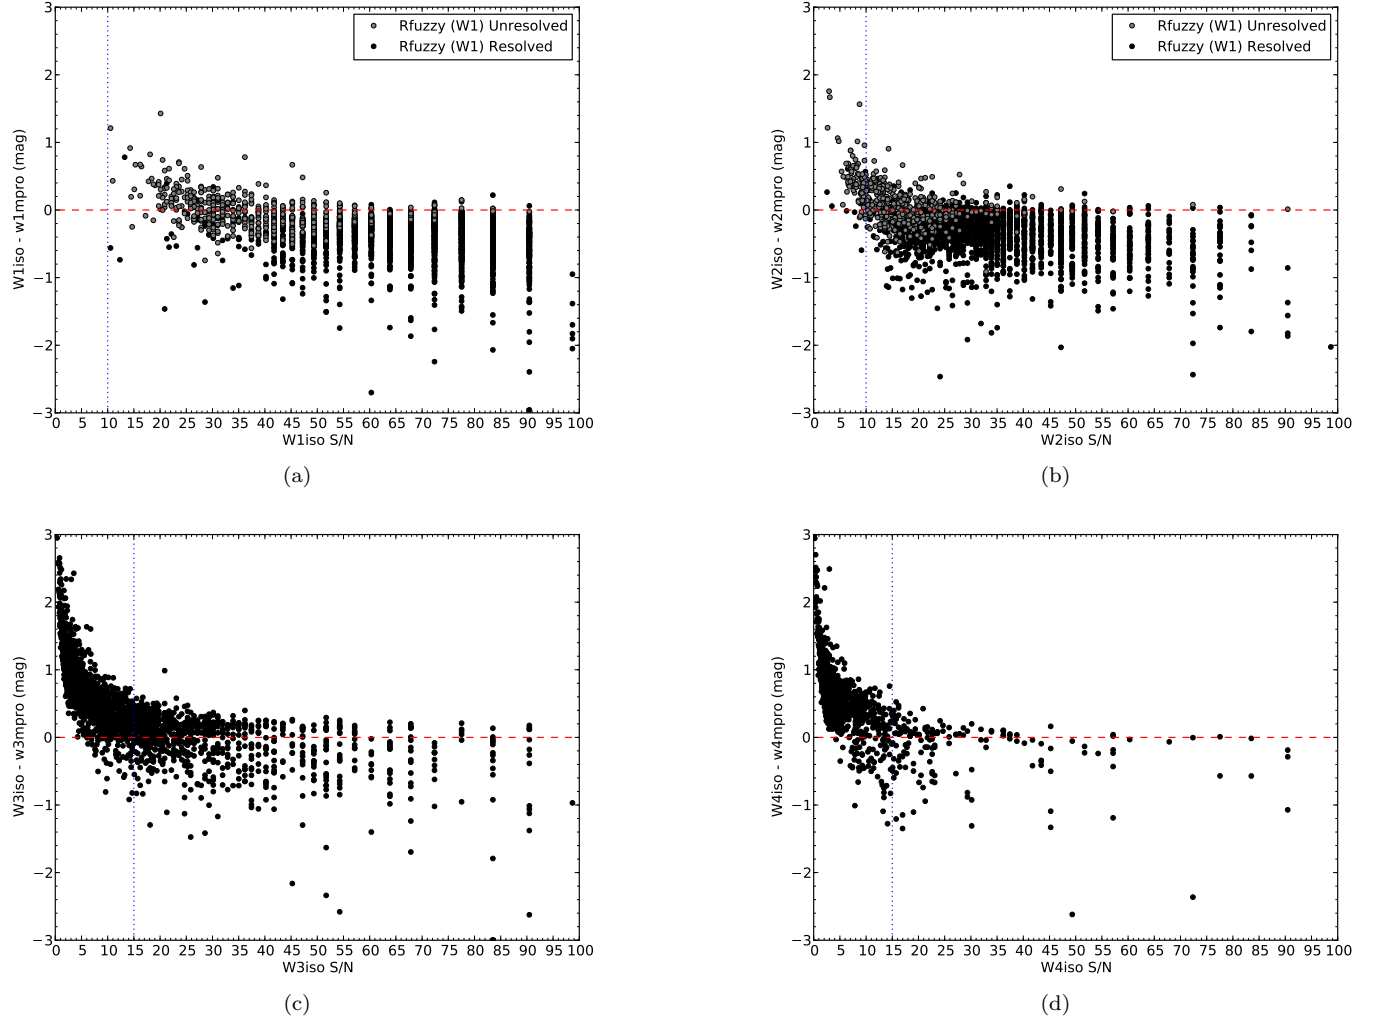 3
2
1
0
−1
−2
−3
W1iso - w1mpro (mag)
Rfuzzy (W1) Unresolved
Rfuzzy (W1) Resolved
0 5 10 15 20 25 30 35 40 45 50 55 60 65 70 75 80 85 90 95 100
W1iso S/N
(a)
3
2
1
0
−1
−2
−3
W2iso - w2mpro (mag)
Rfuzzy (W1) Unresolved
Rfuzzy (W1) Resolved
0 5 10 15 20 25 30 35 40 45 50 55 60 65 70 75 80 85 90 95 100
W2iso S/N
(b)
3
2
1
0
−1
−2
−3
W3iso - w3mpro (mag)
0 5 10 15 20 25 30 35 40 45 50 55 60 65 70 75 80 85 90 95 100
W3iso S/N
(c)
3
2
1
0
−1
−2
−3
W4iso - w4mpro (mag)
0 5 10 15 20 25 30 35 40 45 50 55 60 65 70 75 80 85 90 95 100
W4iso S/N
(d)